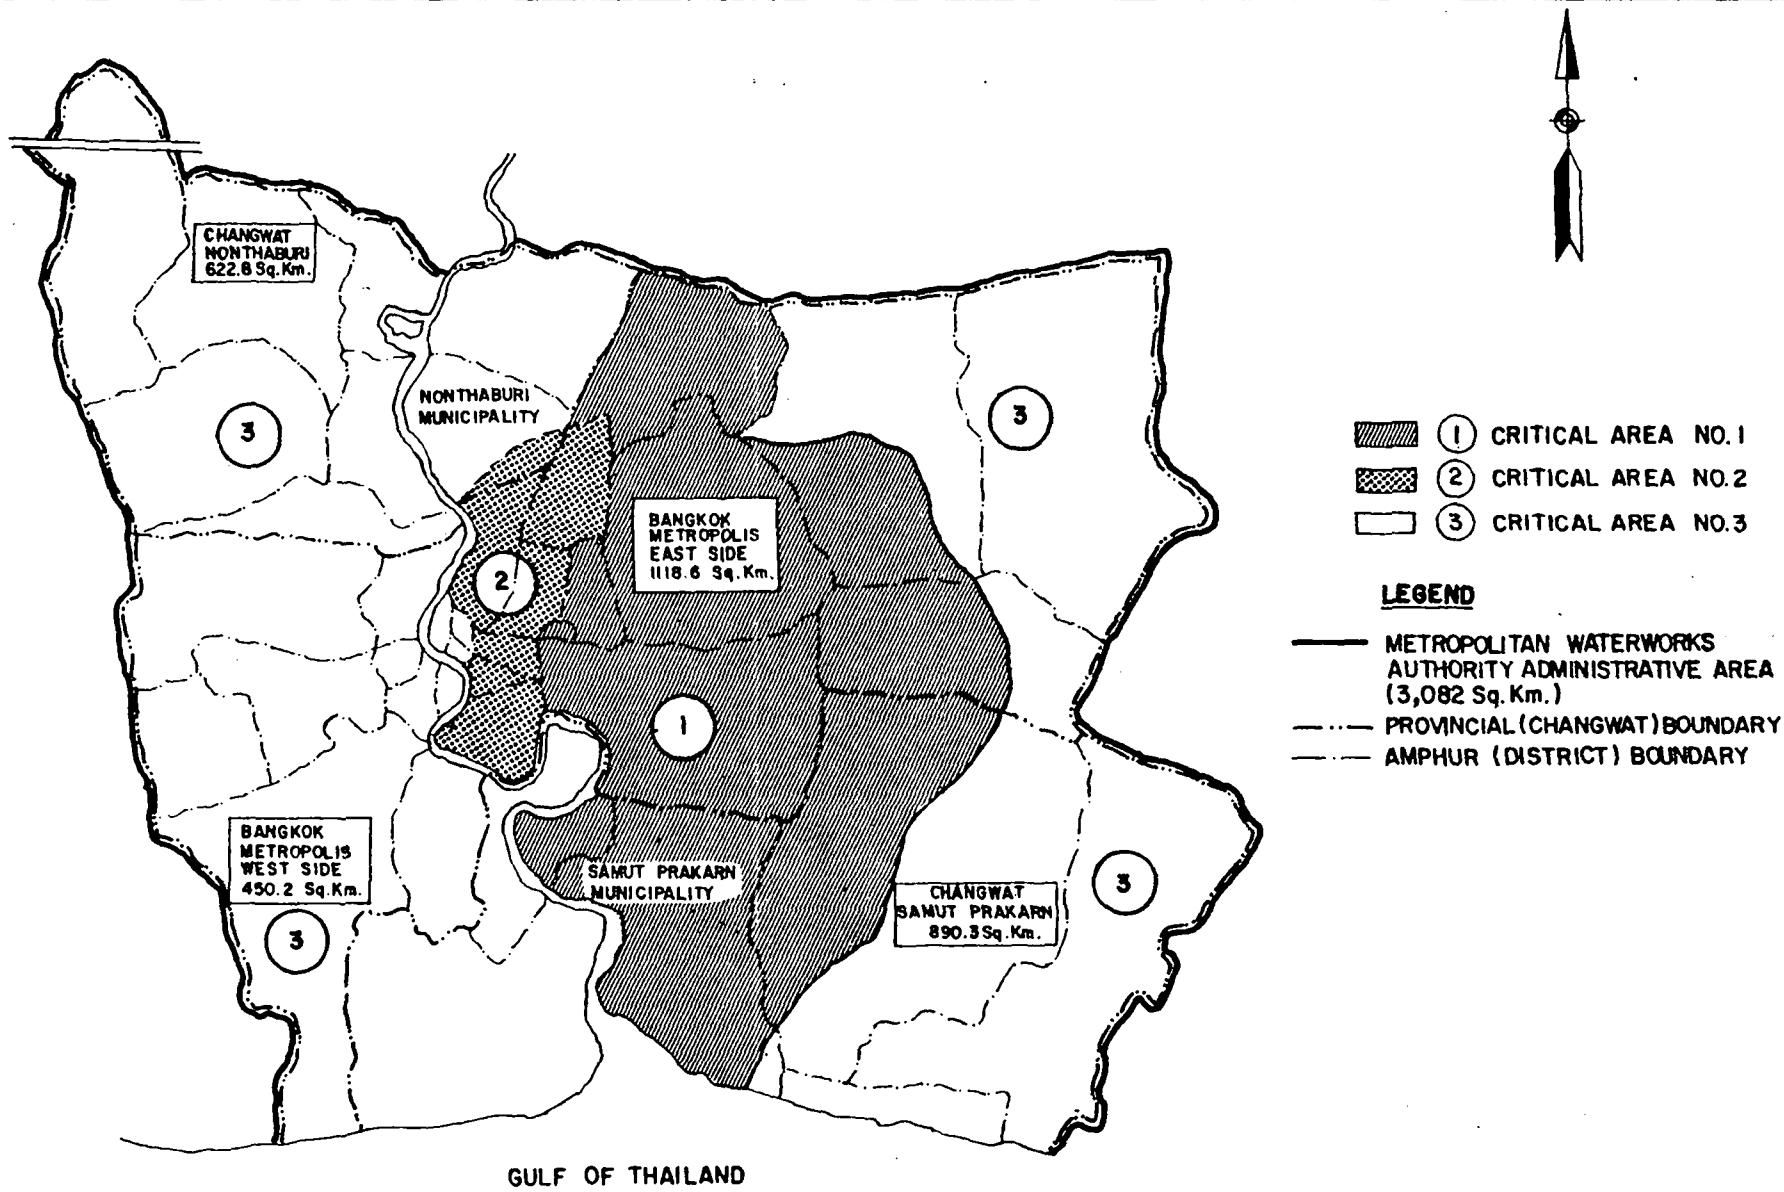 CHANGWAT
NONTHABURI
622.8 Sq.Km.
3
NONTHABURI
MUNICIPALITY
3
BANGKOK
METROPOLIS
EAST SIDE
1118.6 Sq.Km.
2
1
BANGKOK
METROPOLIS
WEST SIDE
450.2 Sq.Km.
3
SAMUT PRAKARN
MUNICIPALITY
CHANGWAT
SAMUT PRAKARN
890.3 Sq.Km.
3
GULF OF THAILAND
1 CRITICAL AREA NO. 1
2 CRITICAL AREA NO. 2
3 CRITICAL AREA NO. 3
LEGEND
METROPOLITAN WATERWORKS
AUTHORITY ADMINISTRATIVE AREA
(3,082 Sq. Km.)
PROVINCIAL (CHANGWAT) BOUNDARY
AMPHUR (DISTRICT) BOUNDARY